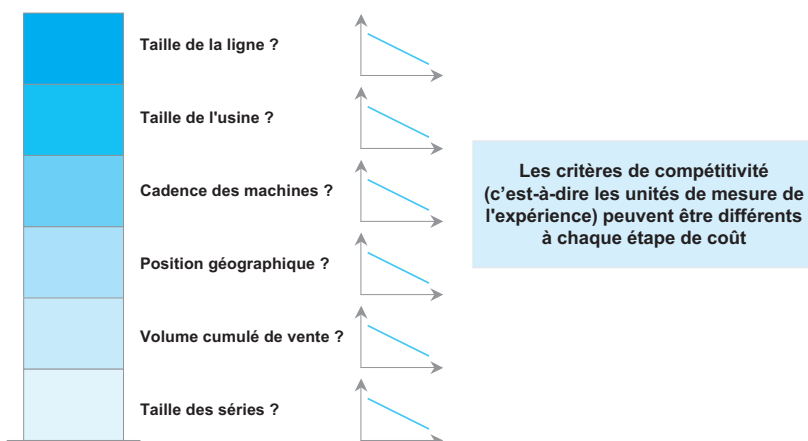 Taille de la ligne ?
Taille de l'usine ?
Cadence des machines ?
Position géographique ?
Volume cumulé de vente ?
Taille des séries ?
Les critères de compétitivité
(c’est-à-dire les unités de mesure de
l'expérience) peuvent être différents
à chaque étape de coût